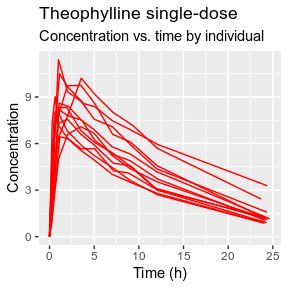 Theophylline single-dose
Concentration vs. time by individual
Concentration
9
6
3
0
0
5
10
15
20
25
Time (h)